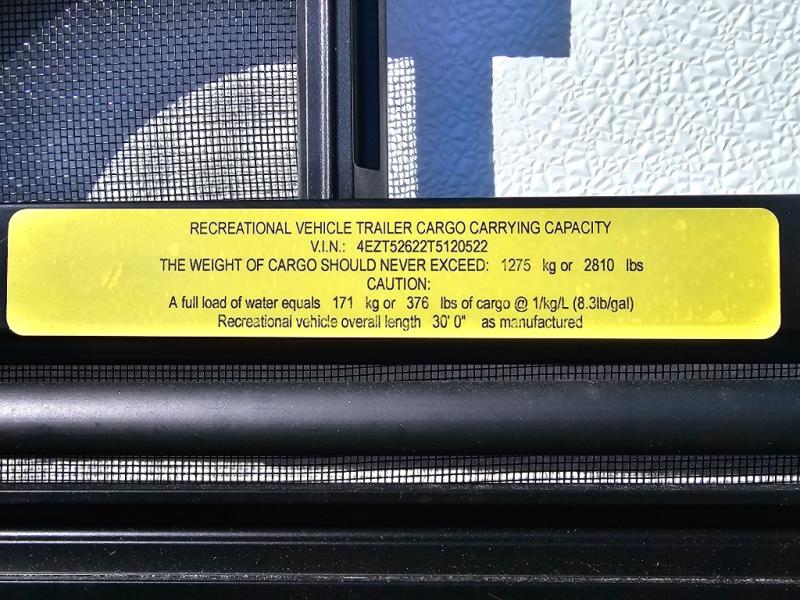 RECREATIONAL VEHICLE TRAILER CARGO CARRYING CAPACITY
V.I.N.: 4EZT52622T5120522
THE WEIGHT OF CARGO SHOULD NEVER EXCEED: 1275 kg or 2810 lbs
CAUTION:
A full load of water equals 171 kg or 376 lbs of cargo @ 1/kg/L (8.3lb/gal)
Recreational vehicle overall length 30' 0" as manufactured